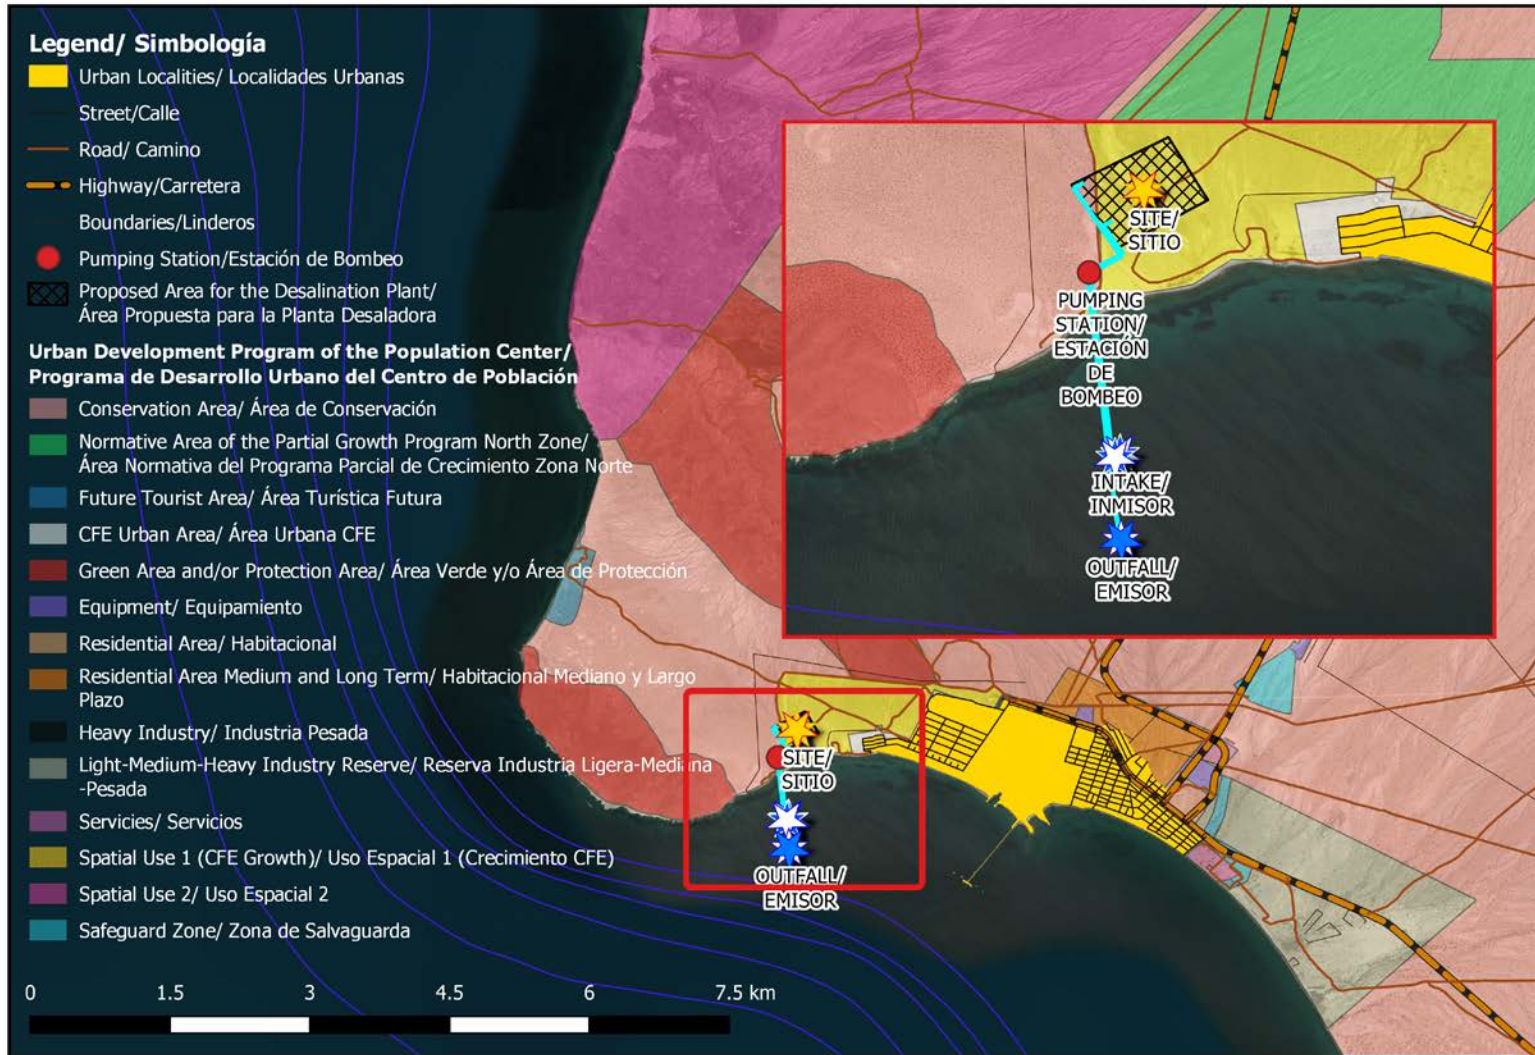 Legend/ Simbología
Urban Localities/ Localidades Urbanas
Street/Calle
Road/ Camino
Highway/Carretera
Boundaries/Linderos
Pumping Station/Estación de Bombeo
Proposed Area for the Desalination Plant/
Área Propuesta para la Planta Desaladora
Urban Development Program of the Population Center/
Programa de Desarrollo Urbano del Centro de Población
Conservation Area/ Área de Conservación
Normative Area of the Partial Growth Program North Zone/
Área Normativa del Programa Parcial de Crecimiento Zona Norte
Future Tourist Area/ Área Turística Futura
CFE Urban Area/ Área Urbana CFE
Green Area and/or Protection Area/ Área Verde y/o Área de Protección
Equipment/ Equipamiento
Residential Area/ Habitacional
Residential Area Medium and Long Term/ Habitacional Mediano y Largo
Plazo
Heavy Industry/ Industria Pesada
Light-Medium-Heavy Industry Reserve/ Reserva Industria Ligera-Mediana
-Pesada
Servicies/ Servicios
Spatial Use 1 (CFE Growth)/ Uso Espacial 1 (Crecimiento CFE)
Spatial Use 2/ Uso Espacial 2
Safeguard Zone/ Zona de Salvaguarda
0 1.5 3 4.5 6 7.5 km
SITE/
SITIO
PUMPING
STATION/
ESTACIÓN
DE
BOMBEO
INTAKE/
INMISOR
OUTFALL/
EMISOR
SITE/
SITIO
OUTFALL/
EMISOR